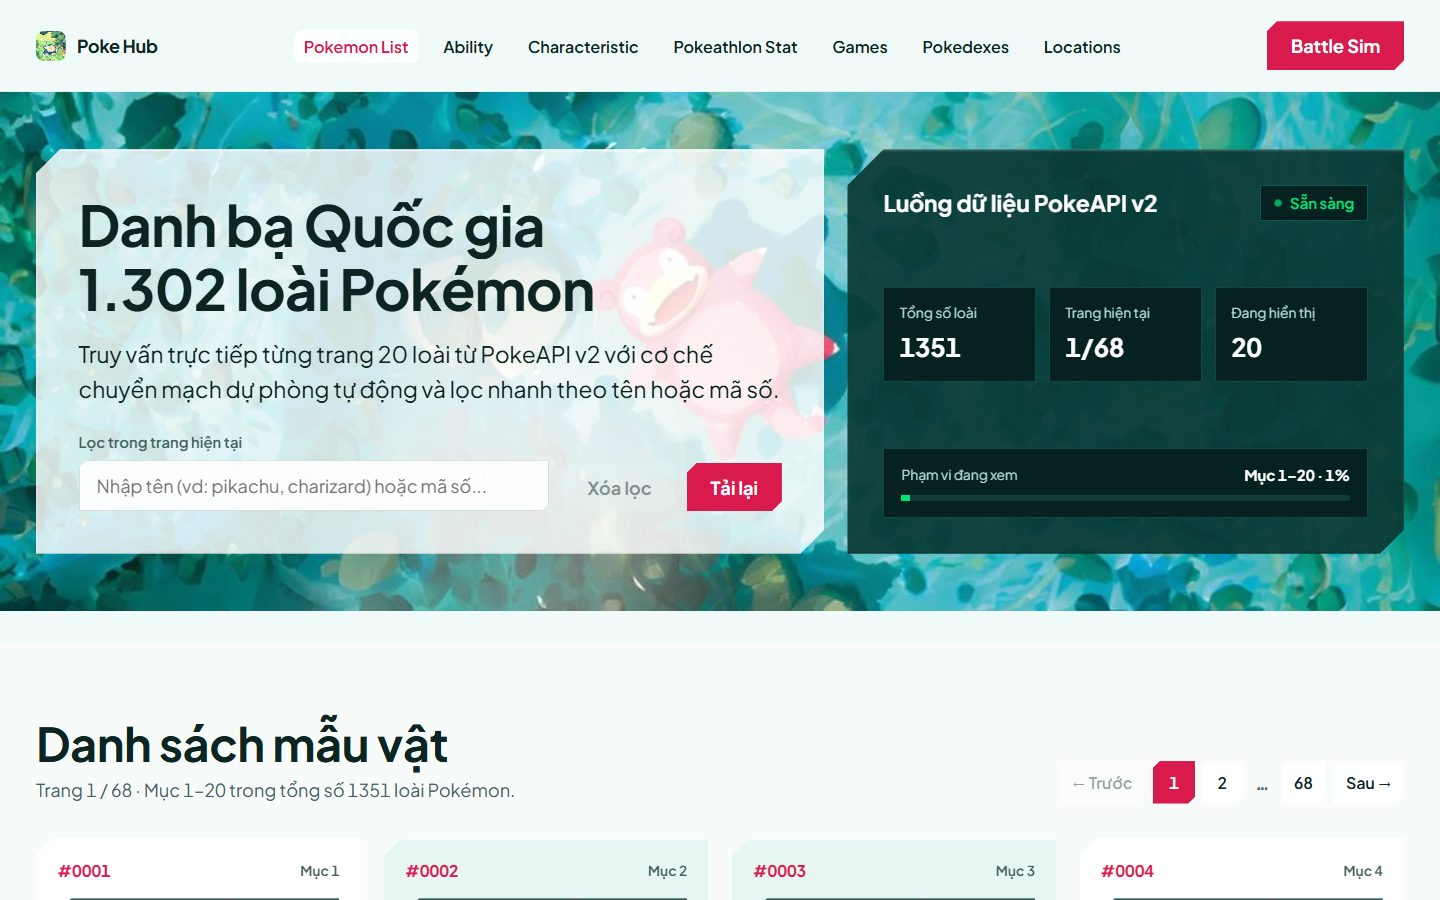 Poke Hub
Pokemon List
Ability
Characteristic
Pokeathlon Stat
Games
Pokedexes
Locations
Battle Sim
Danh bạ Quốc gia
1.302 loài Pokémon
Truy vấn trực tiếp từng trang 20 loài từ PokeAPI v2 với cơ chế
chuyển mạch dự phòng tự động và lọc nhanh theo tên hoặc mã số.
Lọc trong trang hiện tại
Nhập tên (vd: pikachu, charizard) hoặc mã số...
Xóa lọc
Tải lại
Luồng dữ liệu PokeAPI v2
Sẵn sàng
Tổng số loài
1351
Trang hiện tại
1/68
Đang hiển thị
20
Phạm vi đang xem
Mục 1–20 · 1%
Danh sách mẫu vật
Trang 1 / 68 · Mục 1–20 trong tổng số 1351 loài Pokémon.
← Trước
1
2
...
68
Sau →
#0001
Mục 1
#0002
Mục 2
#0003
Mục 3
#0004
Mục 4